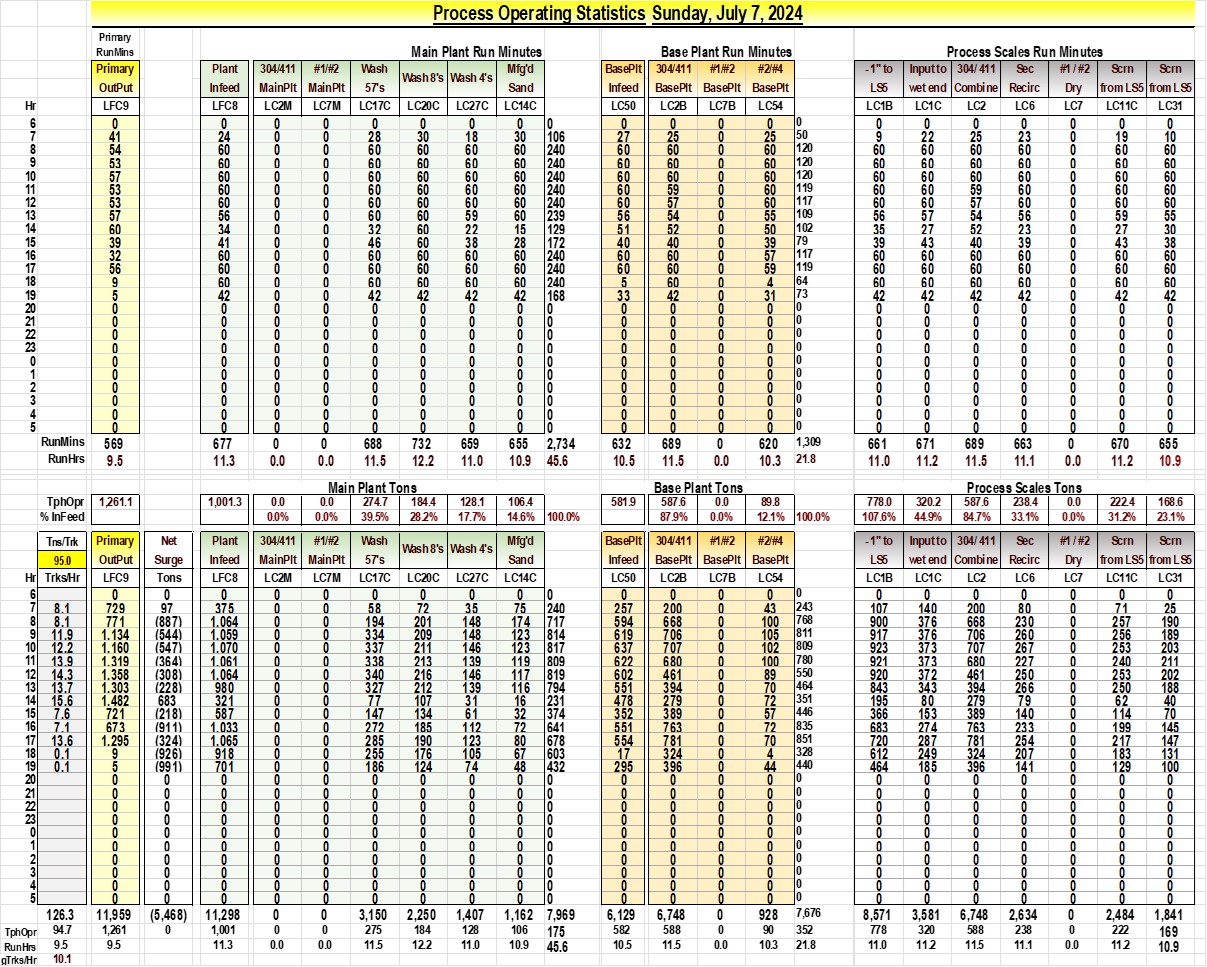 Process Operating Statistics Sunday, July 7, 2024
Primary
RunMins Main Plant Run Minutes Base Plant Run Minutes Process Scales Run Minutes
Primary Plant 304/411 #1/#2 Wash Wash 8's Wash 4's Mfg'd BasePlt 304/411 #1/#2 #2/#4 -1" to Input to 304/ 411 Sec #1 / #2 Scrn Scrn
OutPut Infeed MainPlt MainPlt 57's Sand Infeed BasePlt BasePlt BasePlt LS5 wet end Combine Recirc Dry from LS5 from LS5
Hr LFC9 LFC8 LC2M LC7M LC17C LC20C LC27C LC14C LC50 LC2B LC7B LC54 LC1B LC1C LC2 LC6 LC7 LC11C LC31
6 0 0 0 0 0 0 0 0 0 0 0 0 0 0 0 0 0 0 0 0 0
7 41 24 0 0 28 30 18 30 106 27 25 0 25 50 9 22 25 23 0 19 10
8 54 60 0 0 60 60 60 60 240 60 60 0 60 120 60 60 60 60 0 60 60
9 53 60 0 0 60 60 60 60 240 60 60 0 60 120 60 60 60 60 0 60 60
10 57 60 0 0 60 60 60 60 240 60 60 0 60 120 60 60 60 60 0 60 60
11 53 60 0 0 60 60 60 60 240 60 59 0 60 119 60 60 59 60 0 60 60
12 53 60 0 0 60 60 60 60 240 60 57 0 60 117 60 60 57 60 0 60 60
13 57 56 0 0 60 60 59 60 239 56 54 0 55 109 56 57 54 56 0 59 55
14 60 34 0 0 32 60 22 15 129 51 52 0 50 102 35 27 52 23 0 27 30
15 39 41 0 0 46 60 38 28 172 40 40 0 39 79 39 43 40 39 0 43 38
16 32 60 0 0 60 60 60 60 240 60 60 0 57 117 60 60 60 60 0 60 60
17 56 60 0 0 60 60 60 60 240 60 60 0 59 119 60 60 60 60 0 60 60
18 9 60 0 0 60 60 60 60 240 5 60 0 4 64 60 60 60 60 0 60 60
19 5 42 0 0 42 42 42 42 168 33 42 0 31 73 42 42 42 42 0 42 42
20 0 0 0 0 0 0 0 0 0 0 0 0 0 0 0 0 0 0 0 0 0
21 0 0 0 0 0 0 0 0 0 0 0 0 0 0 0 0 0 0 0 0 0
22 0 0 0 0 0 0 0 0 0 0 0 0 0 0 0 0 0 0 0 0 0
23 0 0 0 0 0 0 0 0 0 0 0 0 0 0 0 0 0 0 0 0 0
0 0 0 0 0 0 0 0 0 0 0 0 0 0 0 0 0 0 0 0 0 0
1 0 0 0 0 0 0 0 0 0 0 0 0 0 0 0 0 0 0 0 0 0
2 0 0 0 0 0 0 0 0 0 0 0 0 0 0 0 0 0 0 0 0 0
3 0 0 0 0 0 0 0 0 0 0 0 0 0 0 0 0 0 0 0 0 0
4 0 0 0 0 0 0 0 0 0 0 0 0 0 0 0 0 0 0 0 0 0
5 0 0 0 0 0 0 0 0 0 0 0 0 0 0 0 0 0 0 0 0 0
RunMins 569 677 0 0 688 732 659 655 2,734 632 689 0 620 1,309 661 671 689 663 0 670 655
RunHrs 9.5 11.3 0.0 0.0 11.5 12.2 11.0 10.9 45.6 10.5 11.5 0.0 10.3 21.8 11.0 11.2 11.5 11.1 0.0 11.2 10.9
Main Plant Tons Base Plant Tons Process Scales Tons
TphOpr 1,261.1 1,001.3 0.0 0.0 274.7 184.4 128.1 106.4 581.9 587.6 0.0 89.8 778.0 320.2 587.6 238.4 0.0 222.4 168.6
% InFeed 0.0% 0.0% 39.5% 28.2% 17.7% 14.6% 100.0% 87.9% 0.0% 12.1% 100.0% 107.6% 44.9% 84.7% 33.1% 0.0% 31.2% 23.1%
Tns/Trk Primary Net Plant 304/411 #1/#2 Wash Wash 8's Wash 4's Mfg'd BasePlt 304/411 #1/#2 #2/#4 -1" to Input to 304/ 411 Sec #1 / #2 Scrn Scrn
95.0 OutPut Surge Infeed MainPlt MainPlt 57's Sand Infeed BasePlt BasePlt BasePlt LS5 wet end Combine Recirc Dry from LS5 from LS5
Hr Trks/Hr LFC9 Tons LFC8 LC2M LC7M LC17C LC20C LC27C LC14C LC50 LC2B LC7B LC54 LC1B LC1C LC2 LC6 LC7 LC11C LC31
6 0 0 0 0 0 0 0 0 0 0 0 0 0 0 0 0 0 0 0 0 0 0
7 8.1 729 97 375 0 0 58 72 35 75 240 257 200 0 43 243 107 140 200 80 0 71 25
8 8.1 771 (887) 1,064 0 0 194 201 148 174 717 594 668 0 100 768 900 376 668 230 0 257 190
9 11.9 1,134 (544) 1,059 0 0 334 209 148 123 814 619 706 0 105 811 917 376 706 260 0 256 189
10 12.2 1,160 (547) 1,070 0 0 337 211 146 123 817 637 707 0 102 809 923 373 707 267 0 253 203
11 13.9 1,319 (364) 1,061 0 0 338 213 139 119 809 622 680 0 100 780 921 373 680 227 0 240 211
12 14.3 1,358 (308) 1,064 0 0 340 216 146 117 819 602 461 0 89 550 920 372 461 250 0 253 202
13 13.7 1,303 (228) 980 0 0 327 212 139 116 794 551 394 0 70 464 843 343 394 266 0 250 188
14 15.6 1,482 683 321 0 0 77 107 31 16 231 478 279 0 72 351 195 80 279 79 0 62 40
15 7.6 721 (218) 587 0 0 147 134 61 32 374 352 389 0 57 446 366 153 389 140 0 114 70
16 7.1 673 (911) 1,033 0 0 272 185 112 72 641 551 763 0 72 835 683 274 763 233 0 199 145
17 13.6 1,295 (324) 1,065 0 0 285 190 123 80 678 554 781 0 70 851 720 287 781 254 0 217 147
18 0.1 9 (926) 918 0 0 255 176 105 67 603 17 324 0 4 328 612 249 324 207 0 183 131
19 0.1 5 (991) 701 0 0 186 124 74 48 432 295 396 0 44 440 464 185 396 141 0 129 100
20 0 0 0 0 0 0 0 0 0 0 0 0 0 0 0 0 0 0 0 0 0 0
21 0 0 0 0 0 0 0 0 0 0 0 0 0 0 0 0 0 0 0 0 0 0
22 0 0 0 0 0 0 0 0 0 0 0 0 0 0 0 0 0 0 0 0 0 0
23 0 0 0 0 0 0 0 0 0 0 0 0 0 0 0 0 0 0 0 0 0 0
0 0 0 0 0 0 0 0 0 0 0 0 0 0 0 0 0 0 0 0 0 0 0
1 0 0 0 0 0 0 0 0 0 0 0 0 0 0 0 0 0 0 0 0 0 0
2 0 0 0 0 0 0 0 0 0 0 0 0 0 0 0 0 0 0 0 0 0 0
3 0 0 0 0 0 0 0 0 0 0 0 0 0 0 0 0 0 0 0 0 0 0
4 0 0 0 0 0 0 0 0 0 0 0 0 0 0 0 0 0 0 0 0 0 0
5 0 0 0 0 0 0 0 0 0 0 0 0 0 0 0 0 0 0 0 0 0 0
126.3 11,959 (5,468) 11,298 0 0 3,150 2,250 1,407 1,162 7,969 6,129 6,748 0 928 7,676 8,571 3,581 6,748 2,634 0 2,484 1,841
TphOpr 94.7 1,261 0 1,001 0 0 275 184 128 106 175 582 588 0 90 352 778 320 588 238 0 222 169
RunHrs 9.5 9.5 11.3 0.0 0.0 11.5 12.2 11.0 10.9 45.6 10.5 11.5 0.0 10.3 21.8 11.0 11.2 11.5 11.1 0.0 11.2 10.9
gTrks/Hr 10.1